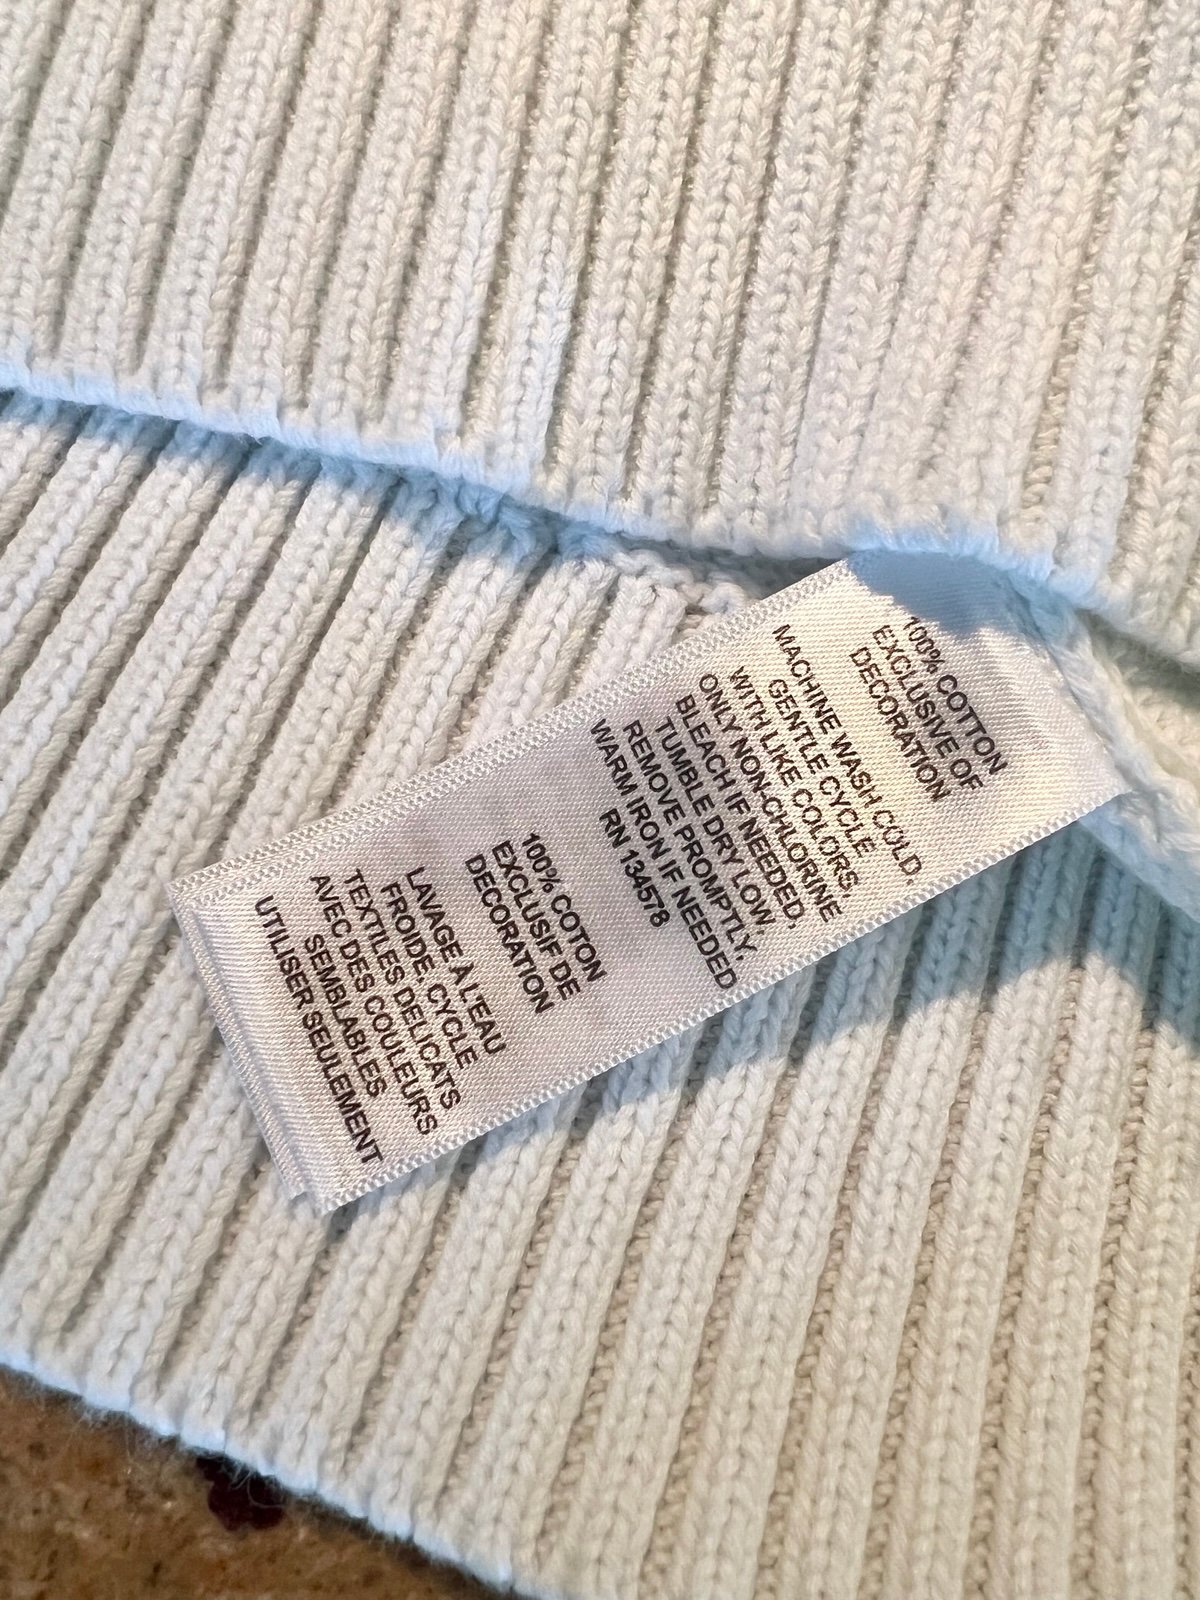 100% COTTON
EXCLUSIVE OF
DECORATION
MACHINE WASH COLD.
GENTLE CYCLE
WITH LIKE COLORS,
ONLY NON-CHLORINE
BLEACH IF NEEDED,
TUMBLE DRY LOW,
REMOVE PROMPTLY,
WARM IRON IF NEEDED
RN 134578
100% COTON
EXCLUSIF DE
DECORATION
LAVAGE À L'EAU
FROIDE. CYCLE
TEXTILES DELICATS
AVEC DES COULEURS
SEMBLABLES
UTILISER SEULEMENT